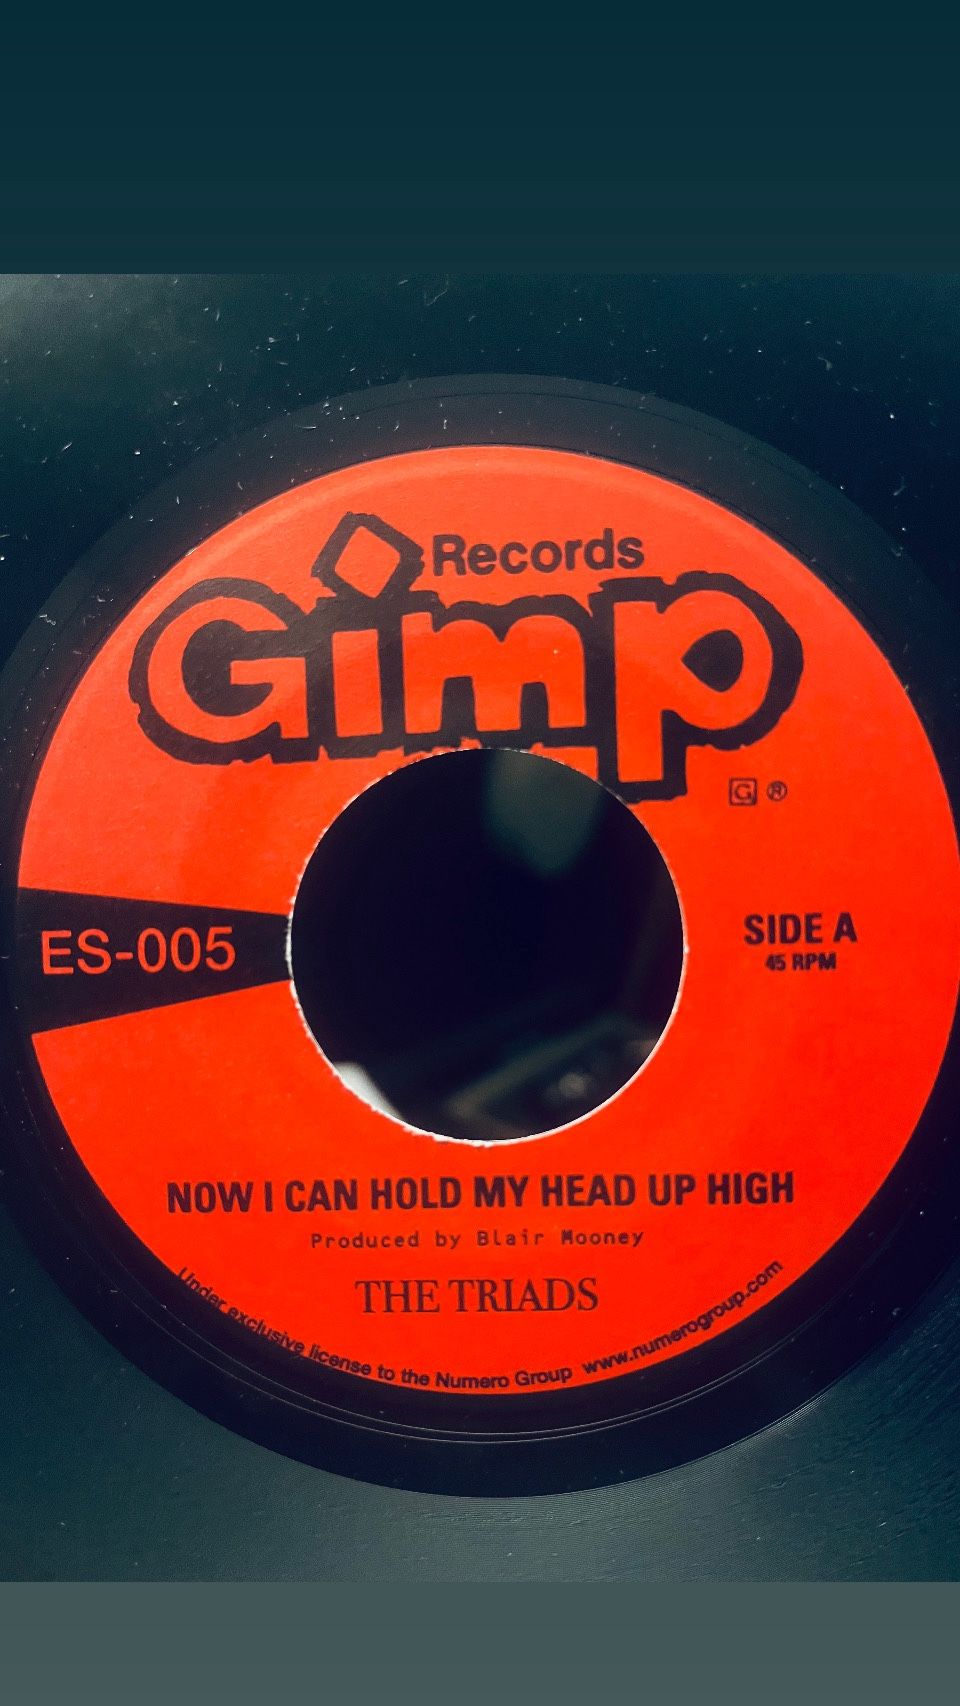 Records
Gimp
G ®
ES-005
SIDE A
45 RPM
NOW I CAN HOLD MY HEAD UP HIGH
Produced by Blair Mooney
THE TRIADS
Under exclusive license to the Numero Group www.numerogroup.com